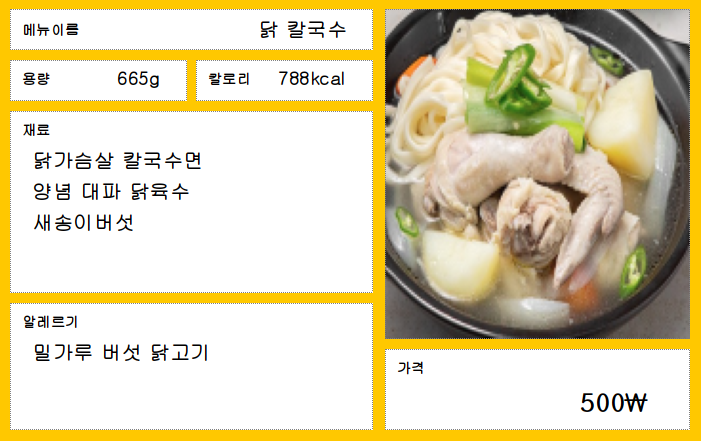 메뉴이름
닭 칼국수
용량
665g
칼로리
788kcal
재료
닭가슴살 칼국수면
양념 대파 닭육수
새송이버섯
알레르기
밀가루 버섯 닭고기
가격
500₩